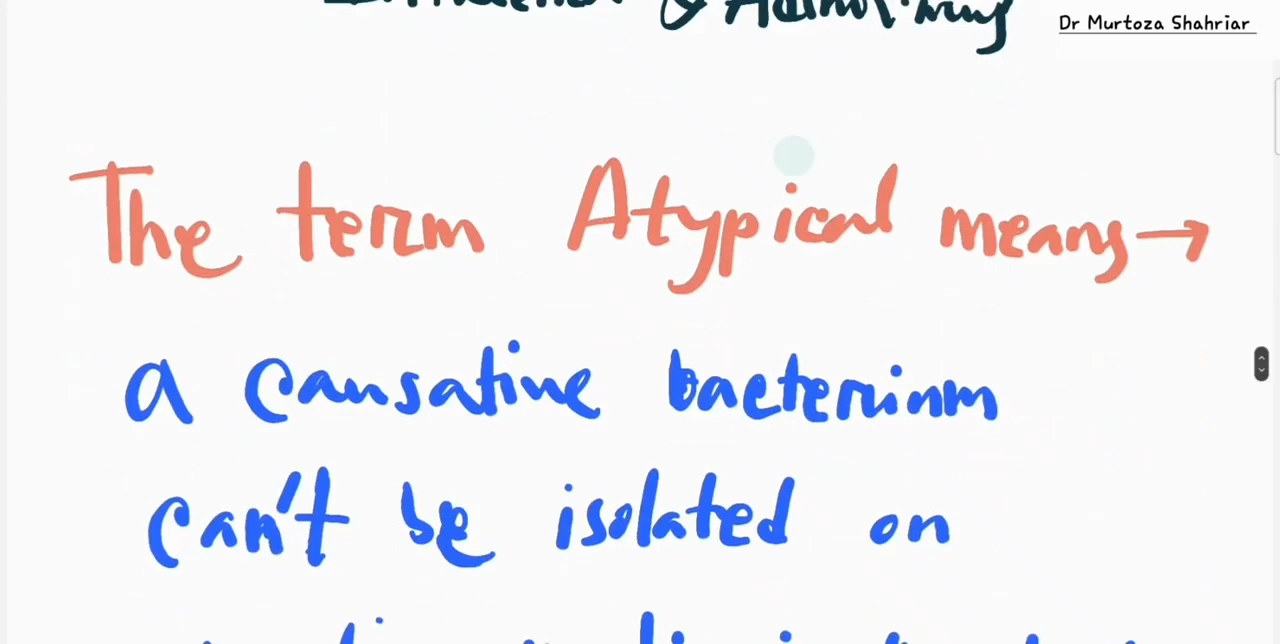 Dr Murtoza Shahriar
The term Atypical means→
a causative bacterium
can't be isolated on